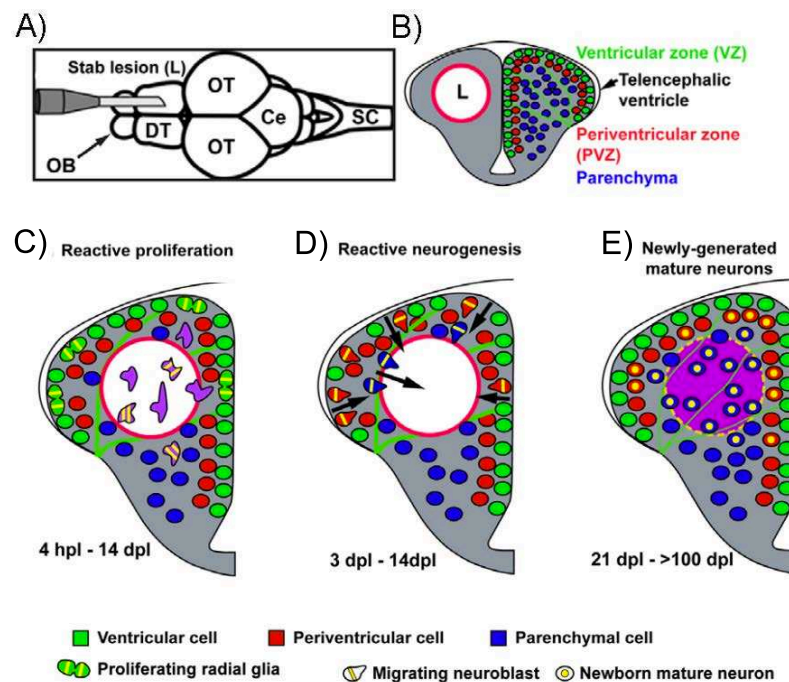 A)
Stab lesion (L)
OT
DT
OT
Ce
SC
OB
B)
L
Ventricular zone (VZ)
Telencephalic
ventricle
Periventricular zone
(PVZ)
Parenchyma
C)
Reactive proliferation
4 hpl - 14 dpl
D)
Reactive neurogenesis
3 dpl - 14dpl
E)
Newly-generated
mature neurons
21 dpl - >100 dpl
Ventricular cell
Periventricular cell
Parenchymal cell
Proliferating radial glia
Migrating neuroblast
Newborn mature neuron